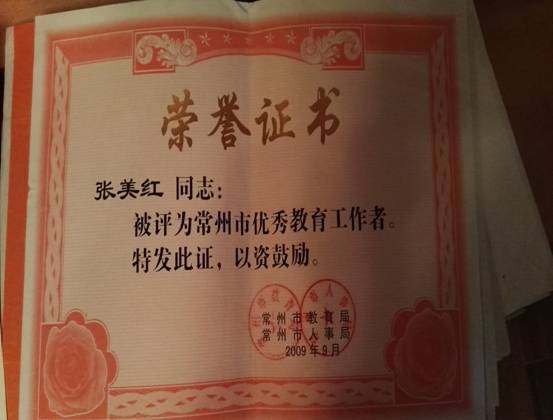 荣誉证书
张美红 同志：
被评为常州市优秀教育工作者。
特发此证，以资鼓励。
常州市教育局
常州市人事局
2009年9月